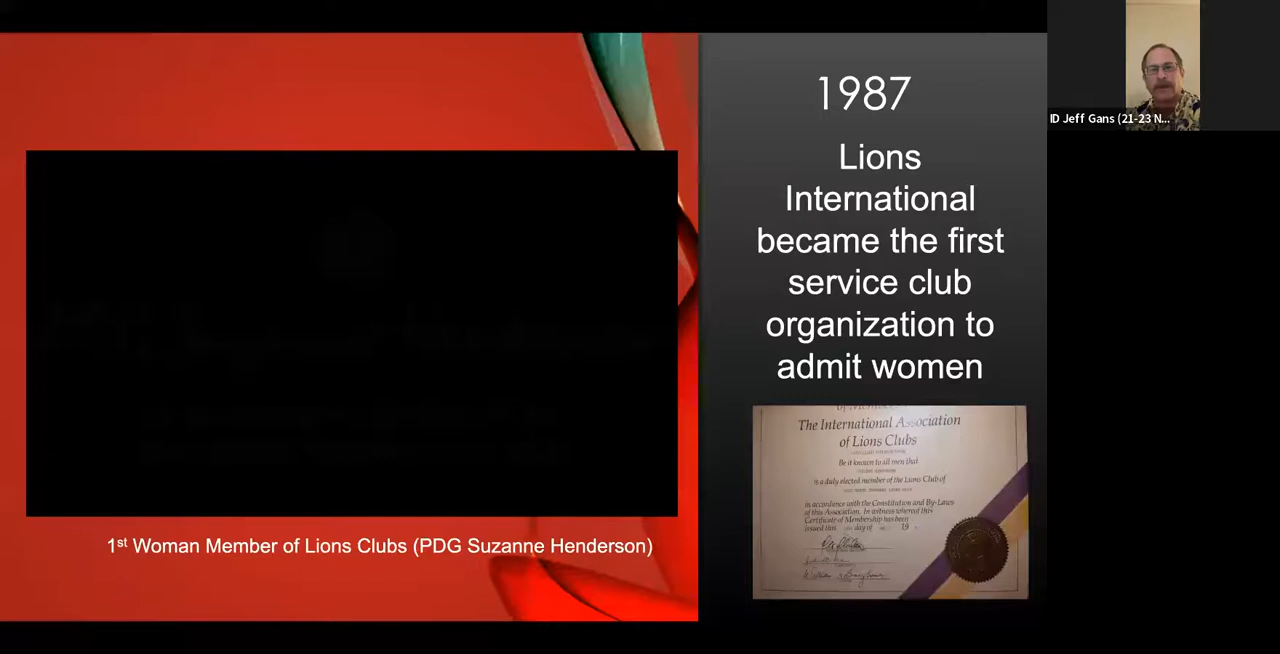 1987
Lions
International
became the first
service club
organization to
admit women
1st Woman Member of Lions Clubs (PDG Suzanne Henderson)
The International Association
of Lions Clubs
Be it known to all men that
is a duly elected member of the Lions Club of
in accordance with the Constitution and By-Laws
of this Association. In witness whereof this
Certificate of Membership has been
issued this day of 19
ID Jeff Gans (21-23 N...